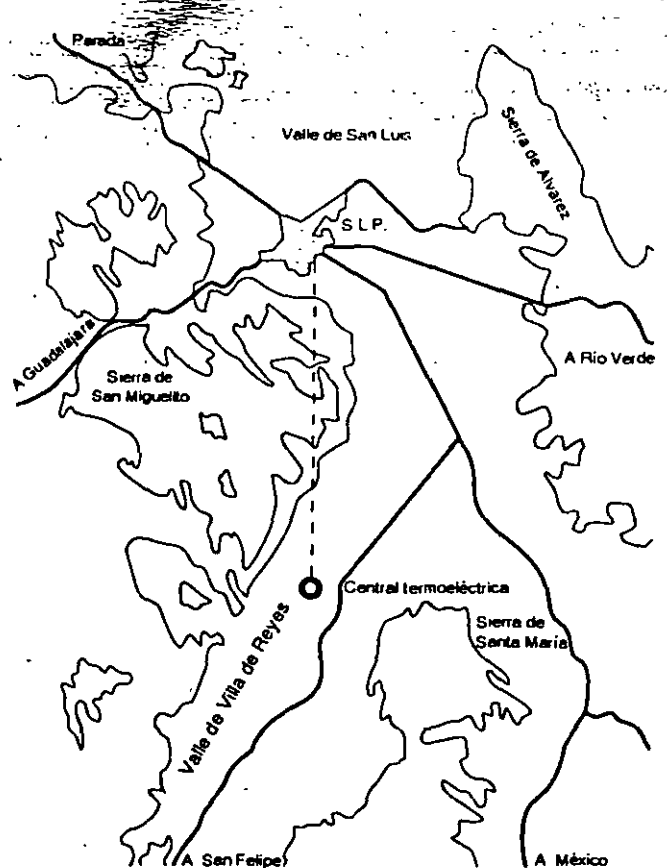 Parada
Valle de San Luis
Sierra de Alvarez
S L P.
A Guadalajara
A Rio Verde
Sierra de
San Miguelito
Central termoeléctrica
Sierra de
Santa María
Valle de Villa de Reyes
A San Felipe
A México